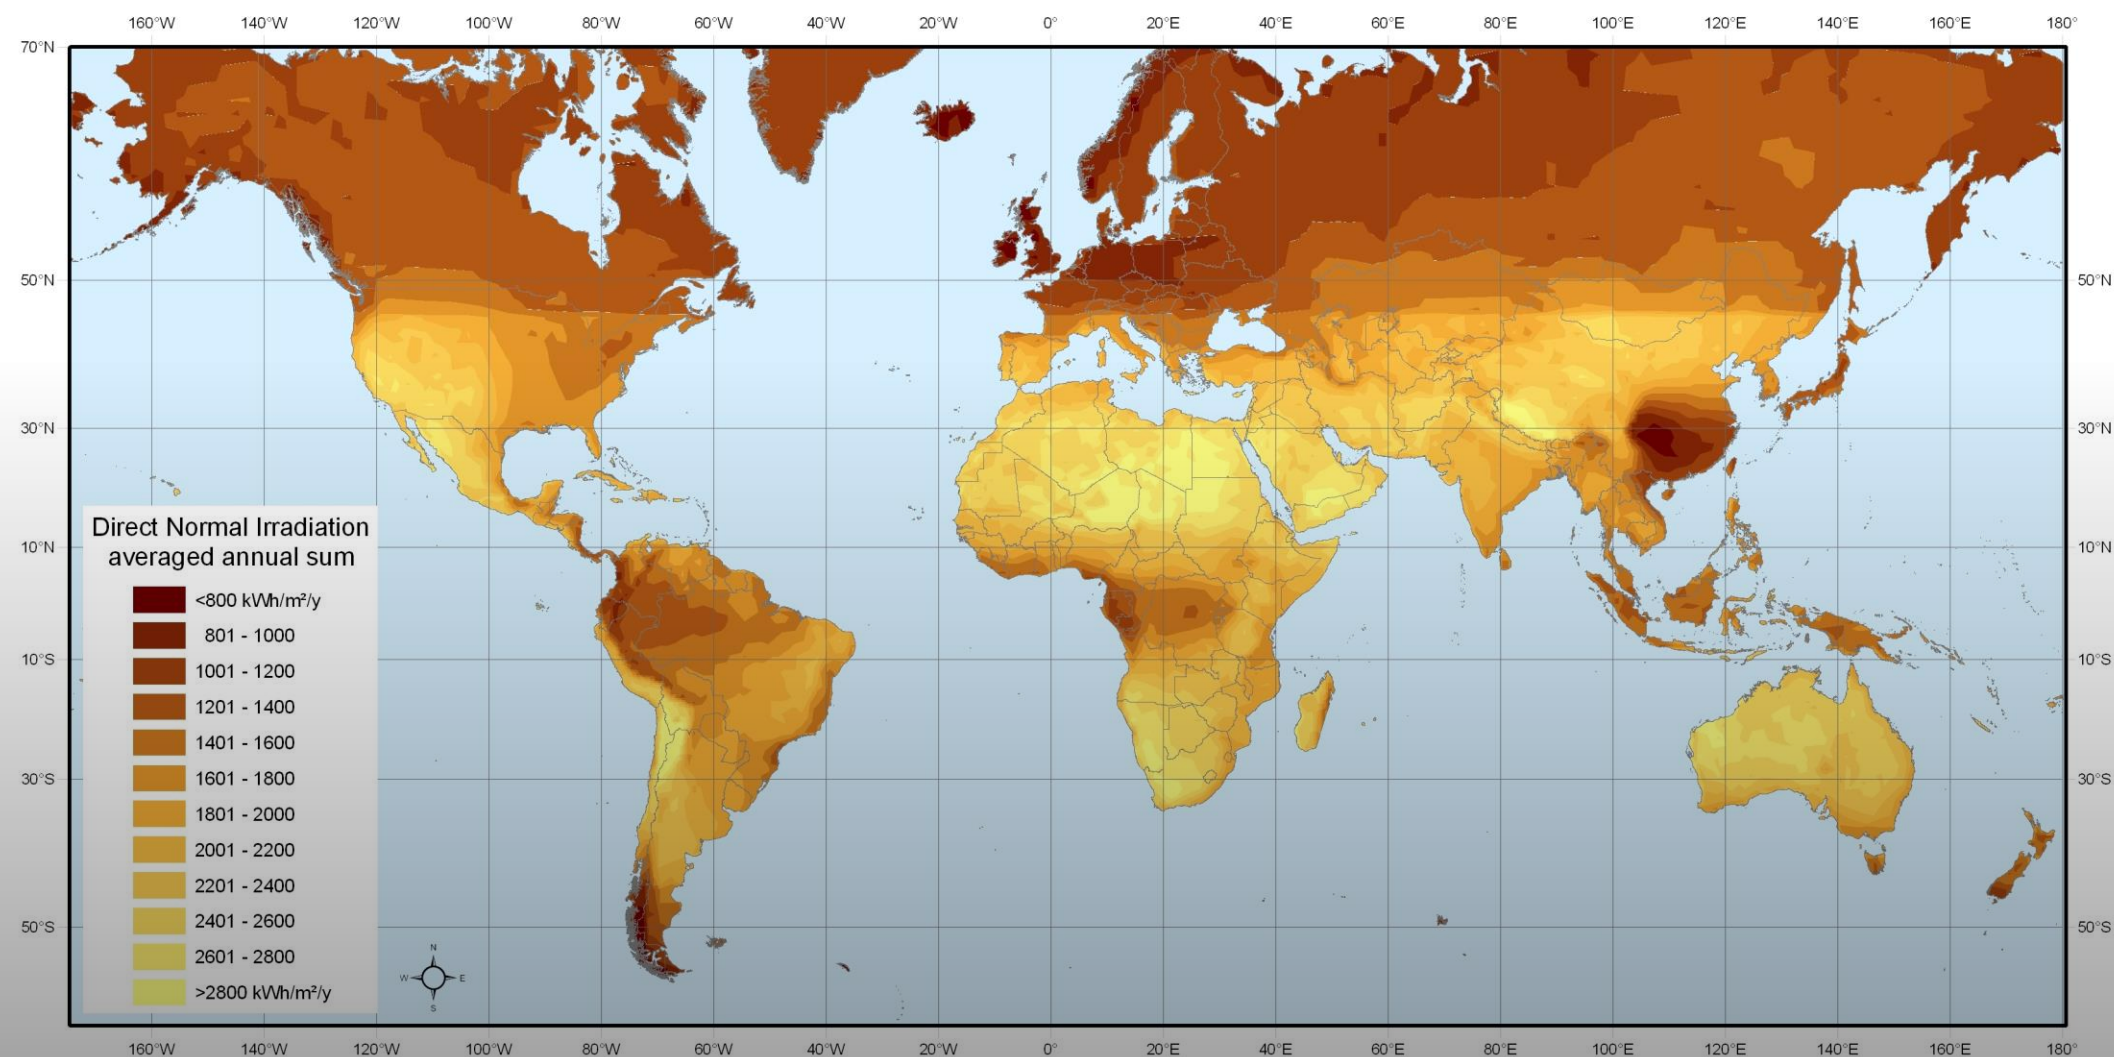 160°W 140°W 120°W 100°W 80°W 60°W 40°W 20°W 0° 20°E 40°E 60°E 80°E 100°E 120°E 140°E 160°E 180°
70°N
50°N 50°N
30°N 30°N
Direct Normal Irradiation
10°N 10°N
averaged annual sum
<800 kWh/m²/y
801 - 1000
10°S 10°S
1001 - 1200
1201 - 1400
1401 - 1600
30°S 1601 - 1800 30°S
1801 - 2000
2001 - 2200
2201 - 2400
50°S 2401 - 2600 50°S
N
2601 - 2800
W E
>2800 kWh/m²/y
S
160°W 140°W 120°W 100°W 80°W 60°W 40°W 20°W 0° 20°E 40°E 60°E 80°E 100°E 120°E 140°E 160°E 180°